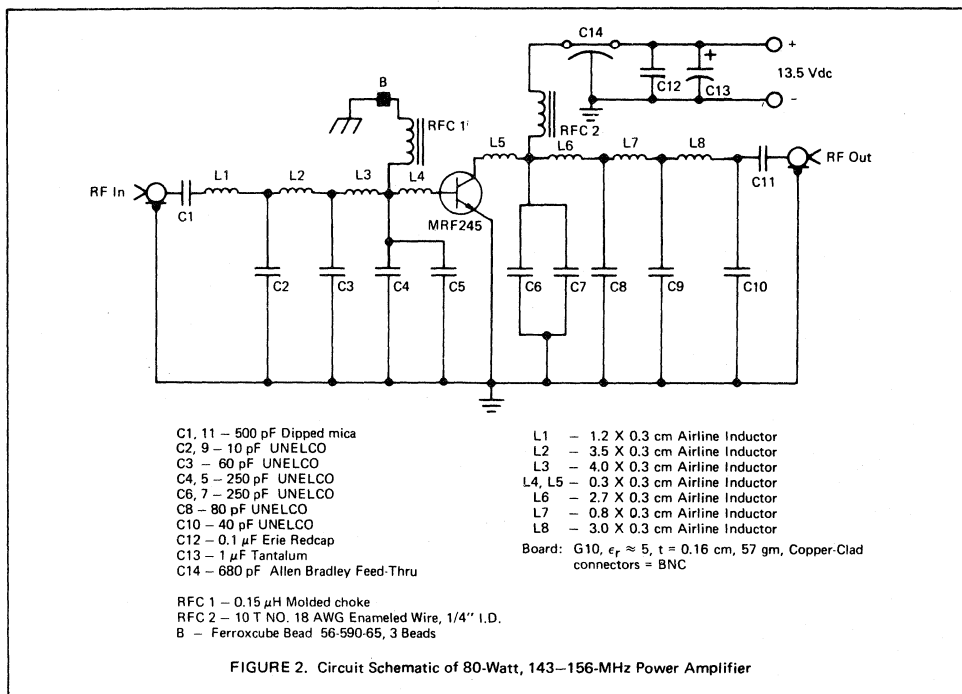 C14
+
B
+
13.5 Vdc
C12
C13
-
RFC 1
RFC 2
L5
L6
L7
L8
RF Out
L1
L2
L3
L4
C11
RF In
C1
MRF245
C2
C3
C4
C5
C6
C7
C8
C9
C10
C1, 11 – 500 pF Dipped mica
C2, 9 – 10 pF UNELCO
C3 – 60 pF UNELCO
C4, 5 – 250 pF UNELCO
C6, 7 – 250 pF UNELCO
C8 – 80 pF UNELCO
C10 – 40 pF UNELCO
C12 – 0.1 μF Erie Redcap
C13 – 1 μF Tantalum
C14 – 680 pF Allen Bradley Feed-Thru
RFC 1 – 0.15 μH Molded choke
RFC 2 – 10 T NO. 18 AWG Enameled Wire, 1/4" I.D.
B – Ferroxcube Bead 56-590-65, 3 Beads
L1 – 1.2 X 0.3 cm Airline Inductor
L2 – 3.5 X 0.3 cm Airline Inductor
L3 – 4.0 X 0.3 cm Airline Inductor
L4, L5 – 0.3 X 0.3 cm Airline Inductor
L6 – 2.7 X 0.3 cm Airline Inductor
L7 – 0.8 X 0.3 cm Airline Inductor
L8 – 3.0 X 0.3 cm Airline Inductor
Board: G10, εr ≈ 5, t = 0.16 cm, 57 gm, Copper-Clad
connectors = BNC
FIGURE 2. Circuit Schematic of 80-Watt, 143–156-MHz Power Amplifier